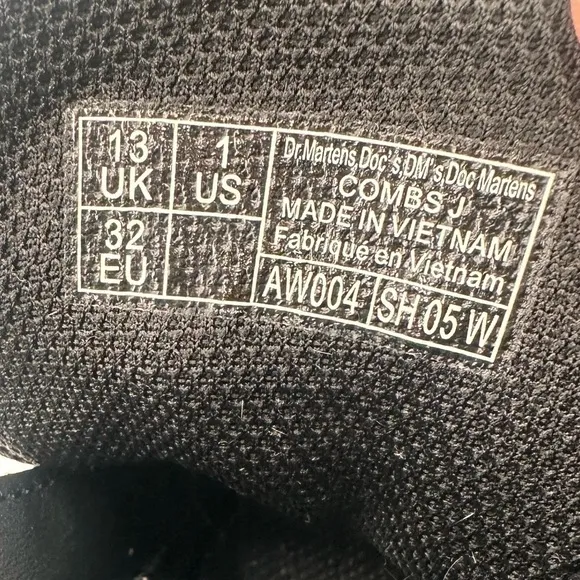 13
UK
1
US
32
EU
Dr.Martens,Doc's,DM's,Doc Martens
COMBS J
MADE IN VIETNAM
Fabriqué en Vietnam
AW004
SH 05 W